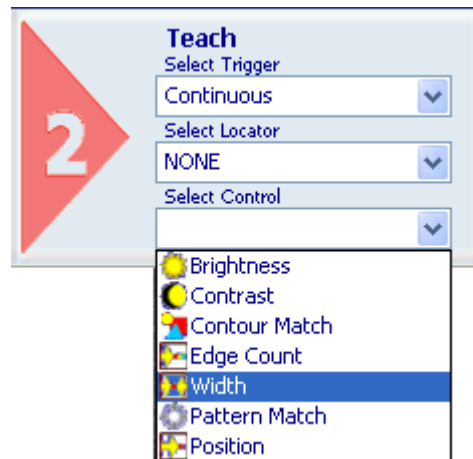 2
Teach
Select Trigger
Continuous
Select Locator
NONE
Select Control
Brightness
Contrast
Contour Match
Edge Count
Width
Pattern Match
Position